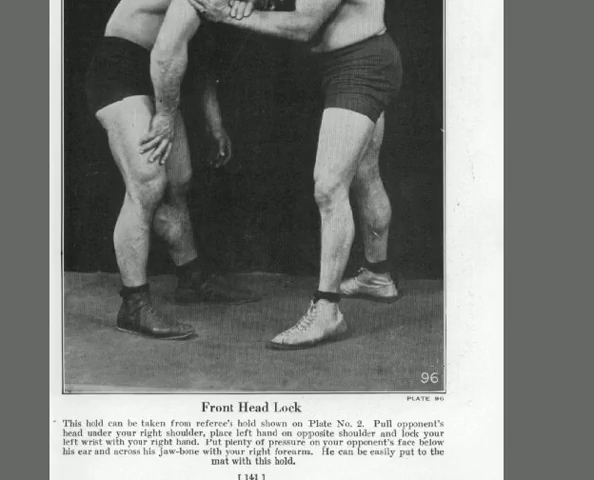 96
PLATE 96
Front Head Lock
This hold can be taken from referee's hold shown on Plate No. 2. Pull opponent's
head under your right shoulder, place left hand on opposite shoulder and lock your
left wrist with your right hand. Put plenty of pressure on your opponent's face below
his ear and across his jaw-bone with your right forearm. He can be easily put to the
mat with this hold.
[ 141 ]